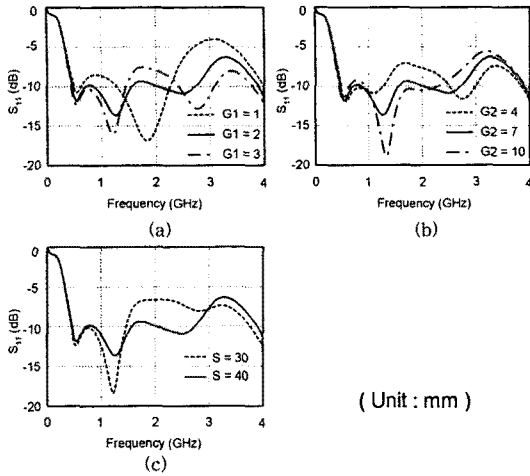 0
-5
-10
-15
-20
S₁₁ (dB)
G1 = 1
G1 = 2
G1 = 3
0 1 2 3 4
Frequency (GHz)
(a)
0
-5
-10
-15
-20
S₁₁ (dB)
G2 = 4
G2 = 7
G2 = 10
0 1 2 3 4
Frequency (GHz)
(b)
0
-5
-10
-15
-20
S₁₁ (dB)
S = 30
S = 40
0 1 2 3 4
Frequency (GHz)
(c)
( Unit : mm )